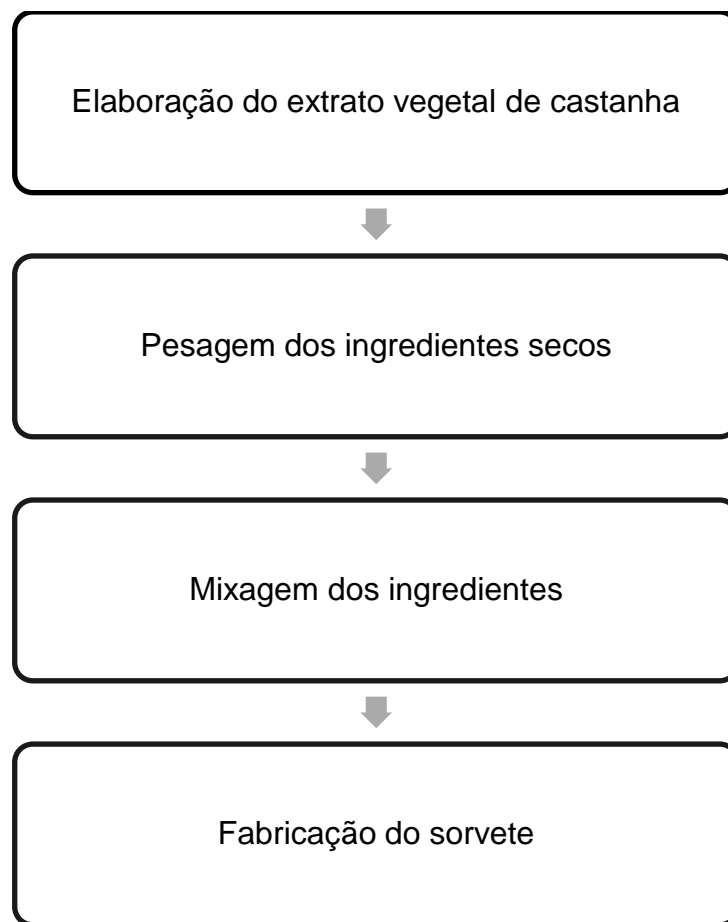 Elaboração do extrato vegetal de castanha
Pesagem dos ingredientes secos
Mixagem dos ingredientes
Fabricação do sorvete